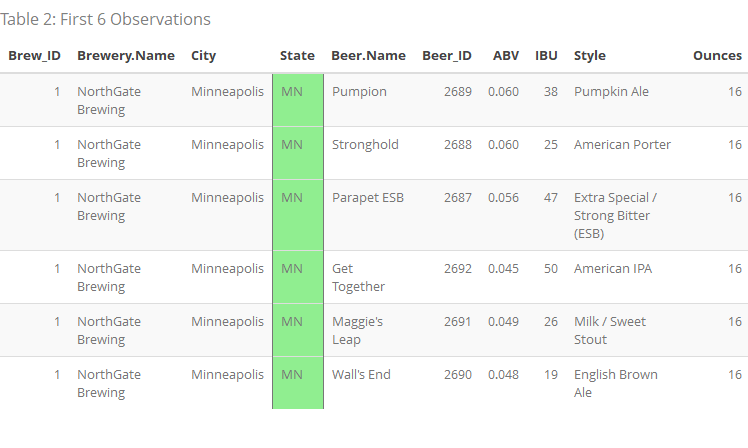 Table 2: First 6 Observations
Brew_ID Brewery.Name City State Beer.Name Beer_ID ABV IBU Style Ounces
1 NorthGate Minneapolis MN Pumpion 2689 0.060 38 Pumpkin Ale 16
Brewing
1 NorthGate Minneapolis MN Stronghold 2688 0.060 25 American Porter 16
Brewing
1 NorthGate Minneapolis MN Parapet ESB 2687 0.056 47 Extra Special / 16
Brewing Strong Bitter
(ESB)
1 NorthGate Minneapolis MN Get 2692 0.045 50 American IPA 16
Brewing Together
1 NorthGate Minneapolis MN Maggie's 2691 0.049 26 Milk / Sweet 16
Brewing Leap Stout
1 NorthGate Minneapolis MN Wall's End 2690 0.048 19 English Brown 16
Brewing Ale